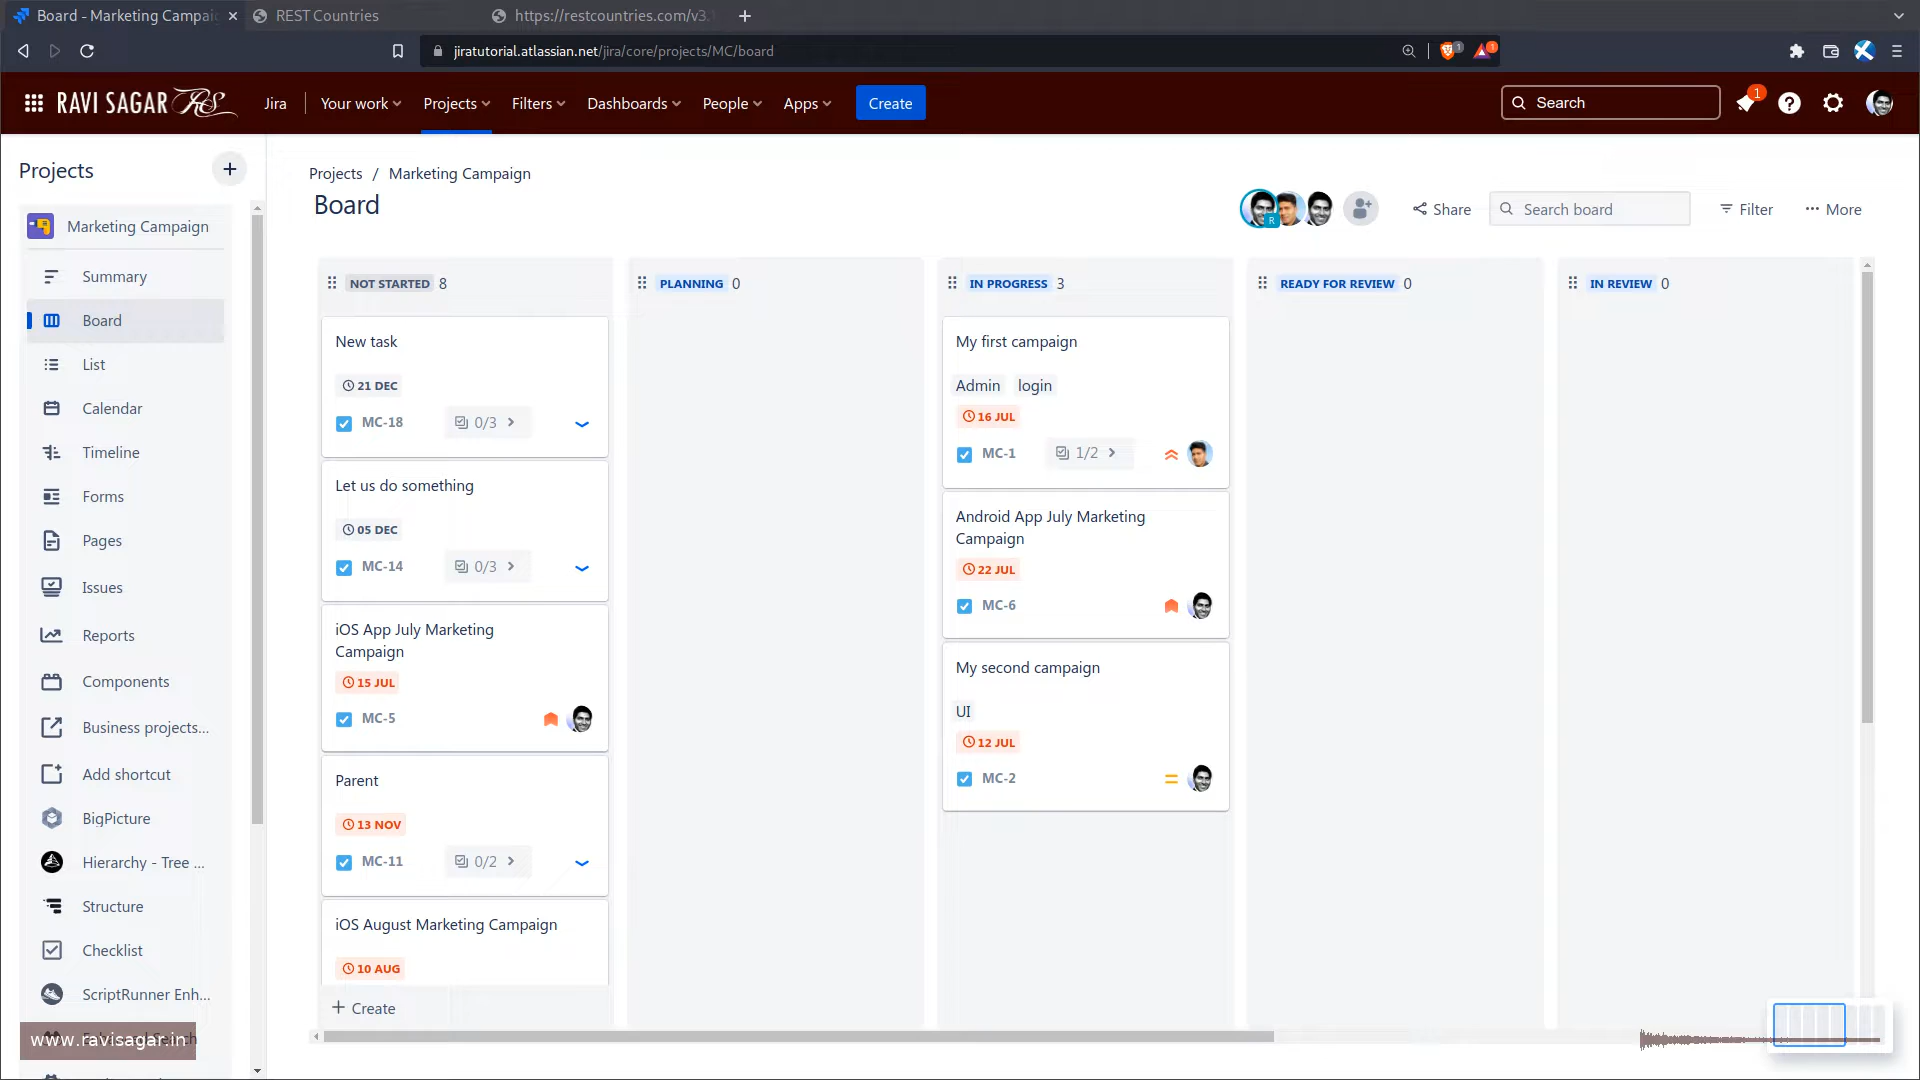 Board - Marketing Campai
REST Countries
https://restcountries.com/v3.
jiratutorial.atlassian.net/jira/core/projects/MC/board
1
1
RAVI SAGAR RS
Jira
Your work
Projects
Filters
Dashboards
People
Apps
Create
Search
1
Projects
Marketing Campaign
Summary
Board
List
Calendar
Timeline
Forms
Pages
Issues
Reports
Components
Business projects...
Add shortcut
BigPicture
Hierarchy - Tree ...
Structure
Checklist
ScriptRunner Enh...
www.ravisagar.in
Projects / Marketing Campaign
Board
R
Share
Search board
Filter
More
NOT STARTED 8
New task
21 DEC
MC-18
0/3
Let us do something
05 DEC
MC-14
0/3
iOS App July Marketing
Campaign
15 JUL
MC-5
Parent
13 NOV
MC-11
0/2
iOS August Marketing Campaign
10 AUG
+ Create
PLANNING 0
IN PROGRESS 3
My first campaign
Admin login
16 JUL
MC-1
1/2
Android App July Marketing
Campaign
22 JUL
MC-6
My second campaign
UI
12 JUL
MC-2
READY FOR REVIEW 0
IN REVIEW 0